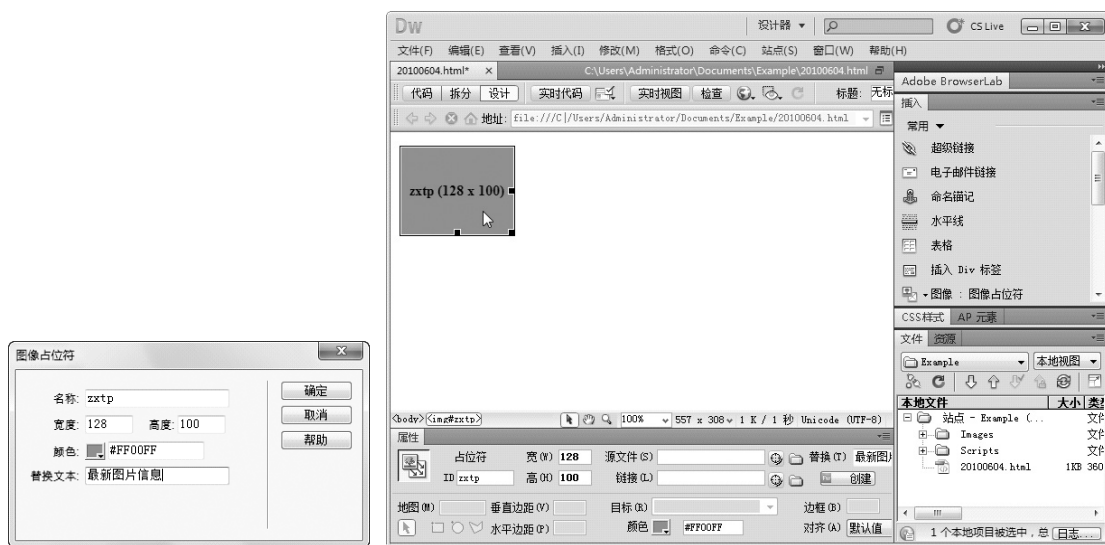 图像占位符
名称: zxtp
确定
宽度: 128 高度: 100
取消
颜色: #FF00FF
帮助
替换文本: 最新图片信息
Dw 设计器 CS Live
文件(F) 编辑(E) 查看(V) 插入(I) 修改(M) 格式(O) 命令(C) 站点(S) 窗口(W) 帮助(H)
20100604.html* × C:\Users\Administrator\Documents\Example\20100604.html
代码 拆分 设计 实时代码 实时视图 检查 标题: 无标
地址: file:///C|/Users/Administrator/Documents/Example/20100604.html
zxtp (128 x 100)
<body><img#zxtp> 100% 557 x 308 1 K / 1 秒 Unicode (UTF-8)
属性
占位符 宽(W) 128 源文件(S) 替换(T) 最新图片
ID zxtp 高(H) 100 链接(L) 创建
地图(M) 垂直边距(V) 目标(R) 边框(B)
水平边距(P) 颜色 #FF00FF 对齐(A) 默认值
Adobe BrowserLab
插入
常用
超级链接
电子邮件链接
命名锚记
水平线
表格
插入 Div 标签
图像 : 图像占位符
CSS样式 AP 元素
文件 资源
Example 本地视图
本地文件 大小 类型
站点 - Example (... 文件
Images 文件
Scripts 文件
20100604.html 1KB 360
1 个本地项目被选中，总 日志...